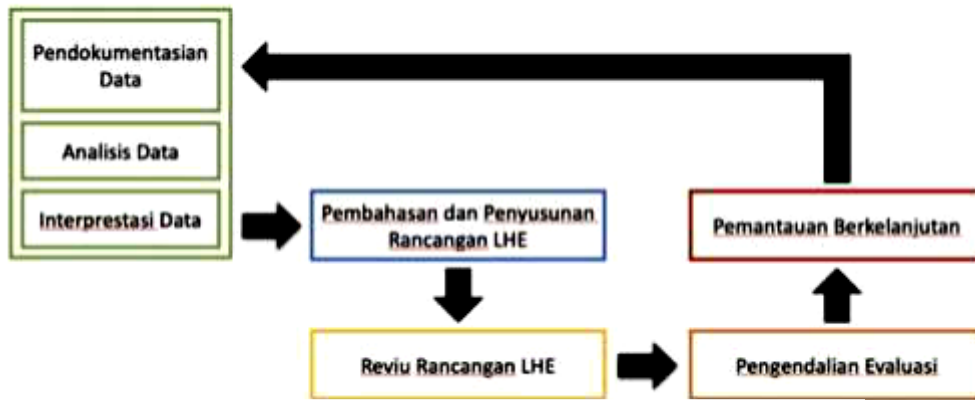 Pendokumentasian
Data
Analisis Data
Interprestasi Data
Pembahasan dan Penyusunan
Rancangan LHE
Pemantauan Berkelanjutan
Reviu Rancangan LHE
Pengendalian Evaluasi